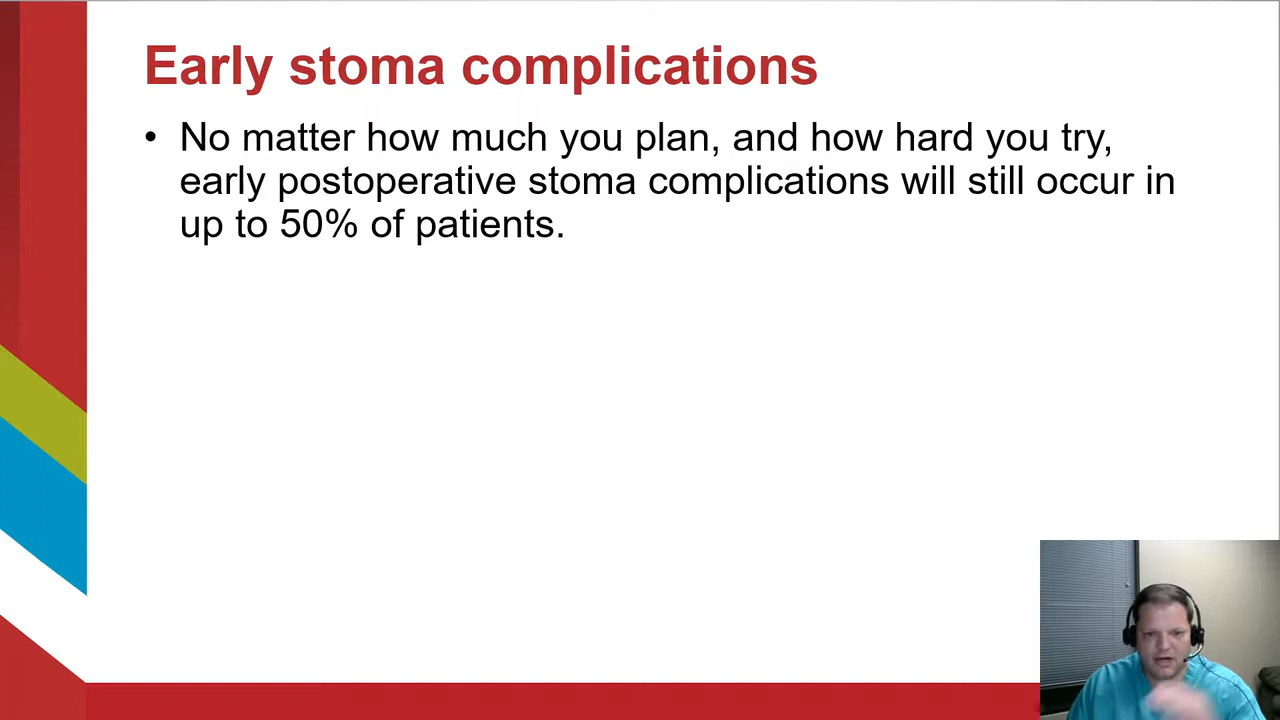 Early stoma complications
• No matter how much you plan, and how hard you try,
early postoperative stoma complications will still occur in
up to 50% of patients.